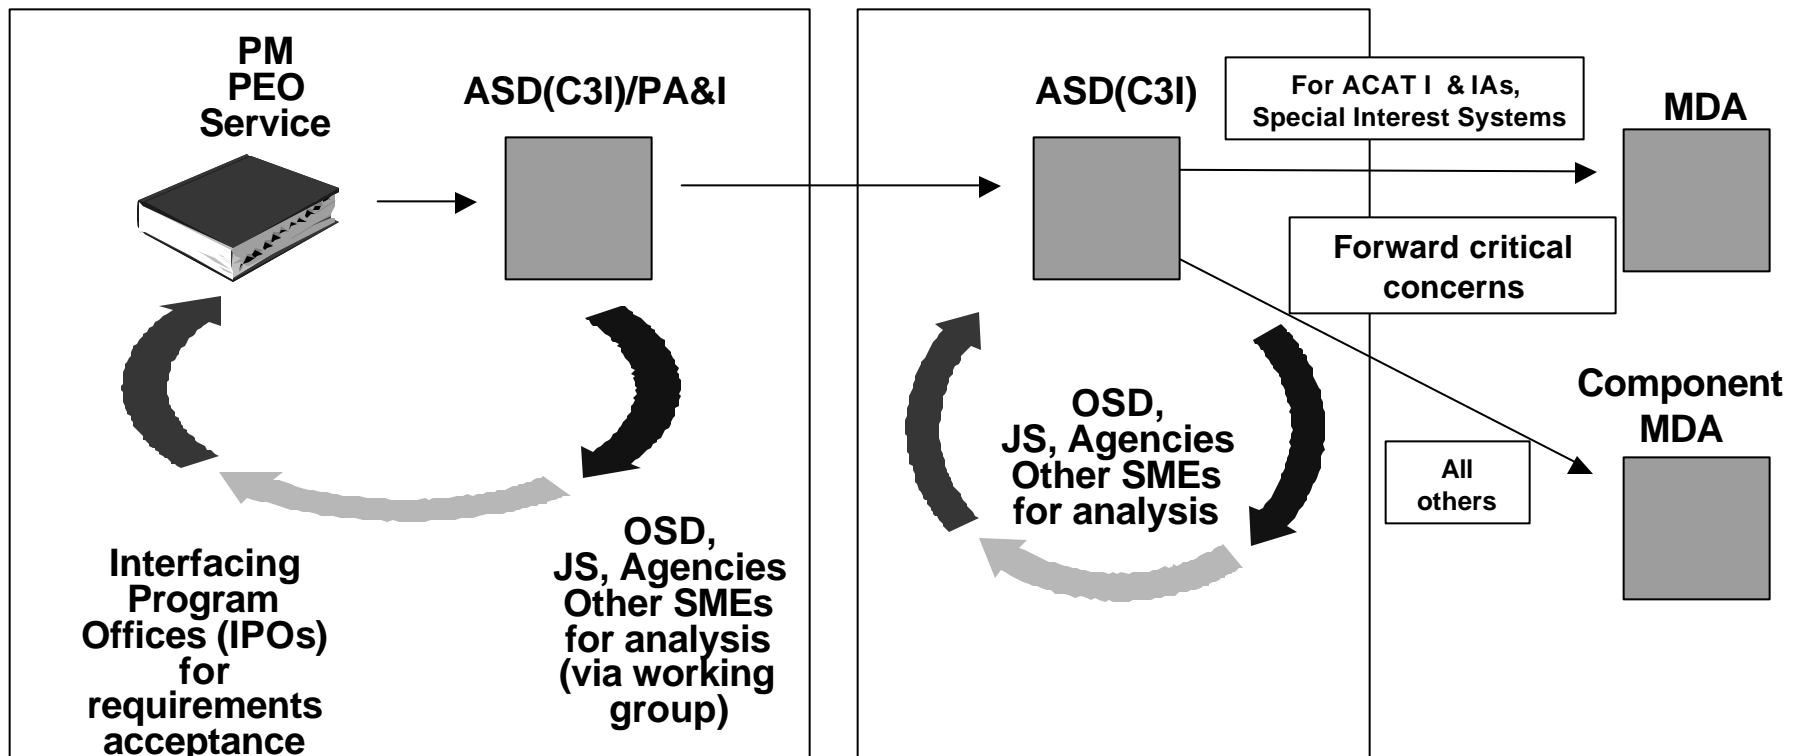 PM
PEO
Service
ASD(C3I)/PA&I
ASD(C3I)
For ACAT I & IAs,
Special Interest Systems
MDA
Forward critical
concerns
Component
MDA
All
others
OSD,
JS, Agencies
Other SMEs
for analysis
Interfacing
Program
Offices (IPOs)
for
requirements
acceptance
OSD,
JS, Agencies
Other SMEs
for analysis
(via working
group)